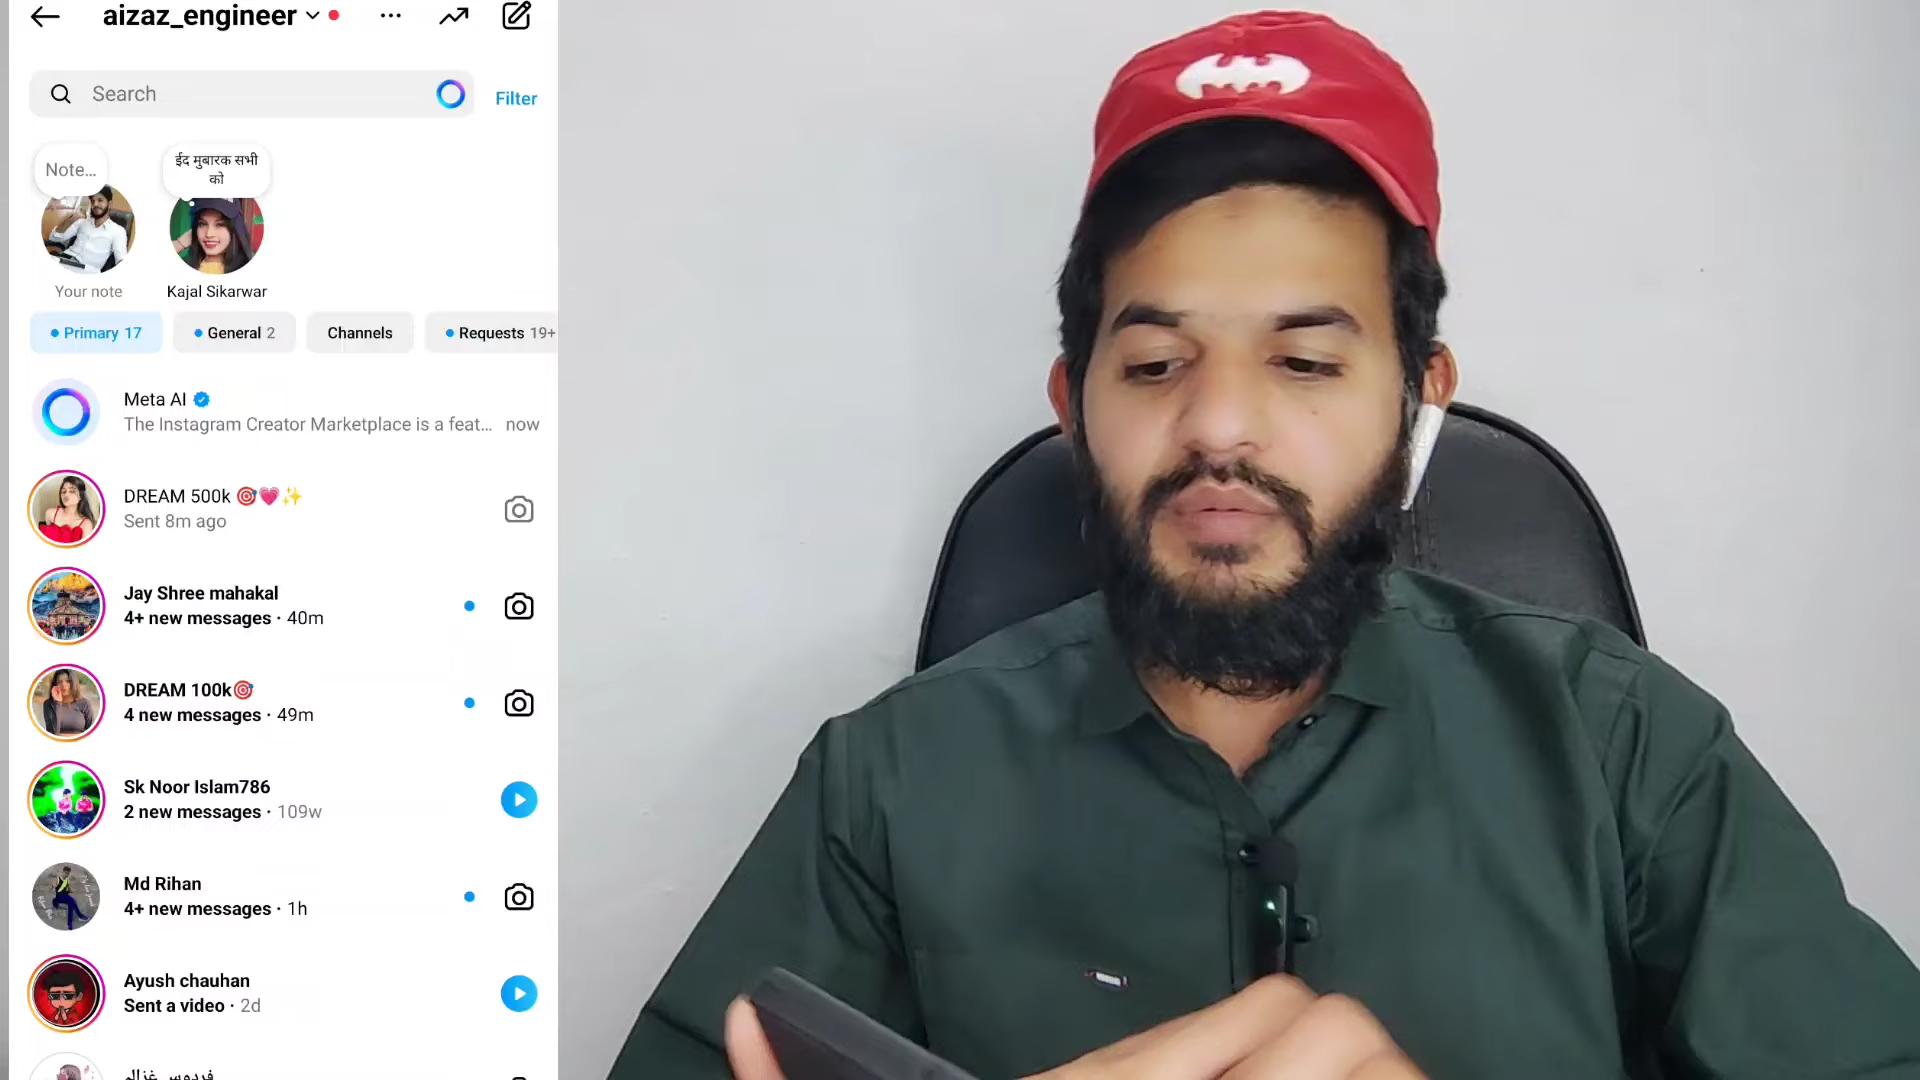 aizaz_engineer
Search
Filter
Note...
ईद मुबारक सभी
को
Your note
Kajal Sikarwar
Primary 17
General 2
Channels
Requests 19+
Meta AI
The Instagram Creator Marketplace is a feat... now
DREAM 500k 🎯💗✨
Sent 8m ago
Jay Shree mahakal
4+ new messages · 40m
DREAM 100k🎯
4 new messages · 49m
Sk Noor Islam786
2 new messages · 109w
Md Rihan
4+ new messages · 1h
Ayush chauhan
Sent a video · 2d